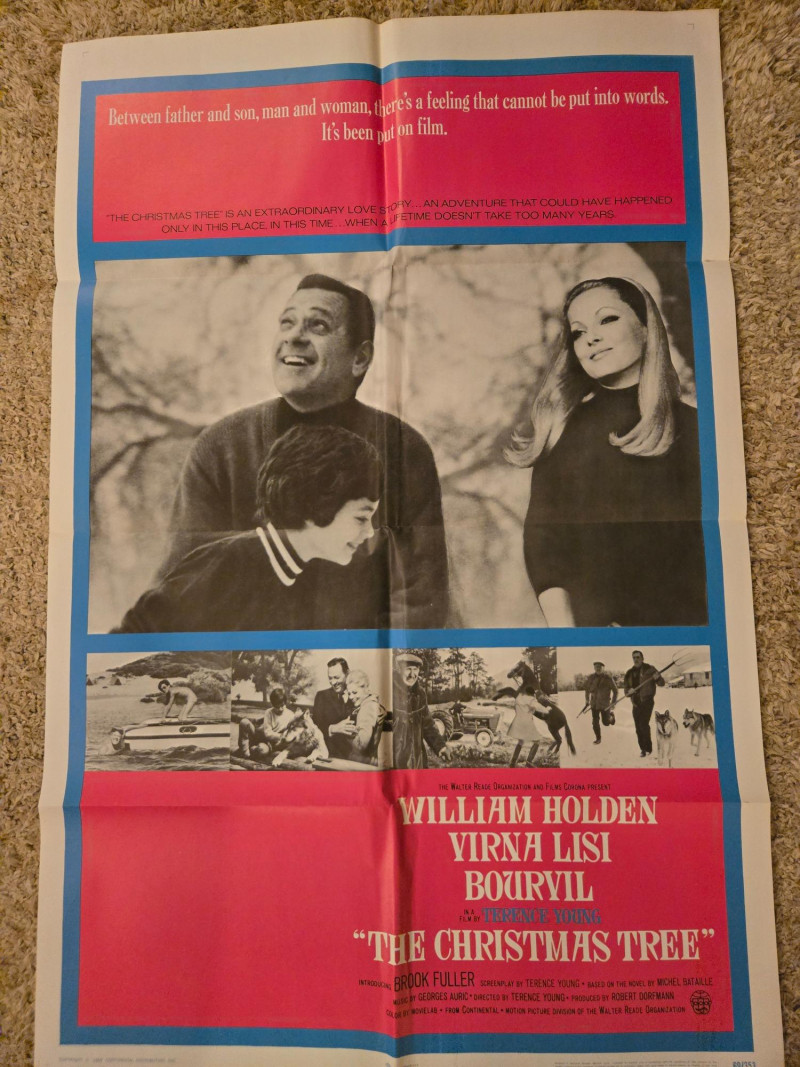 Between father and son, man and woman, there's a feeling that cannot be put into words.
It's been put on film.
"THE CHRISTMAS TREE" IS AN EXTRAORDINARY LOVE STORY...AN ADVENTURE THAT COULD HAVE HAPPENED
ONLY IN THIS PLACE, IN THIS TIME...WHEN A LIFETIME DOESN'T TAKE TOO MANY YEARS.
THE WALTER READE ORGANIZATION AND FILMS CORONA PRESENT
WILLIAM HOLDEN
VIRNA LISI
BOURVIL
IN A
FILM BY TERENCE YOUNG
"THE CHRISTMAS TREE"
INTRODUCING BROOK FULLER SCREENPLAY BY TERENCE YOUNG • BASED ON THE NOVEL BY MICHEL BATAILLE
MUSIC BY GEORGES AURIC • DIRECTED BY TERENCE YOUNG • PRODUCED BY ROBERT DORFMANN
COLOR BY MOVIELAB • FROM CONTINENTAL • MOTION PICTURE DIVISION OF THE WALTER READE ORGANIZATION
69/353